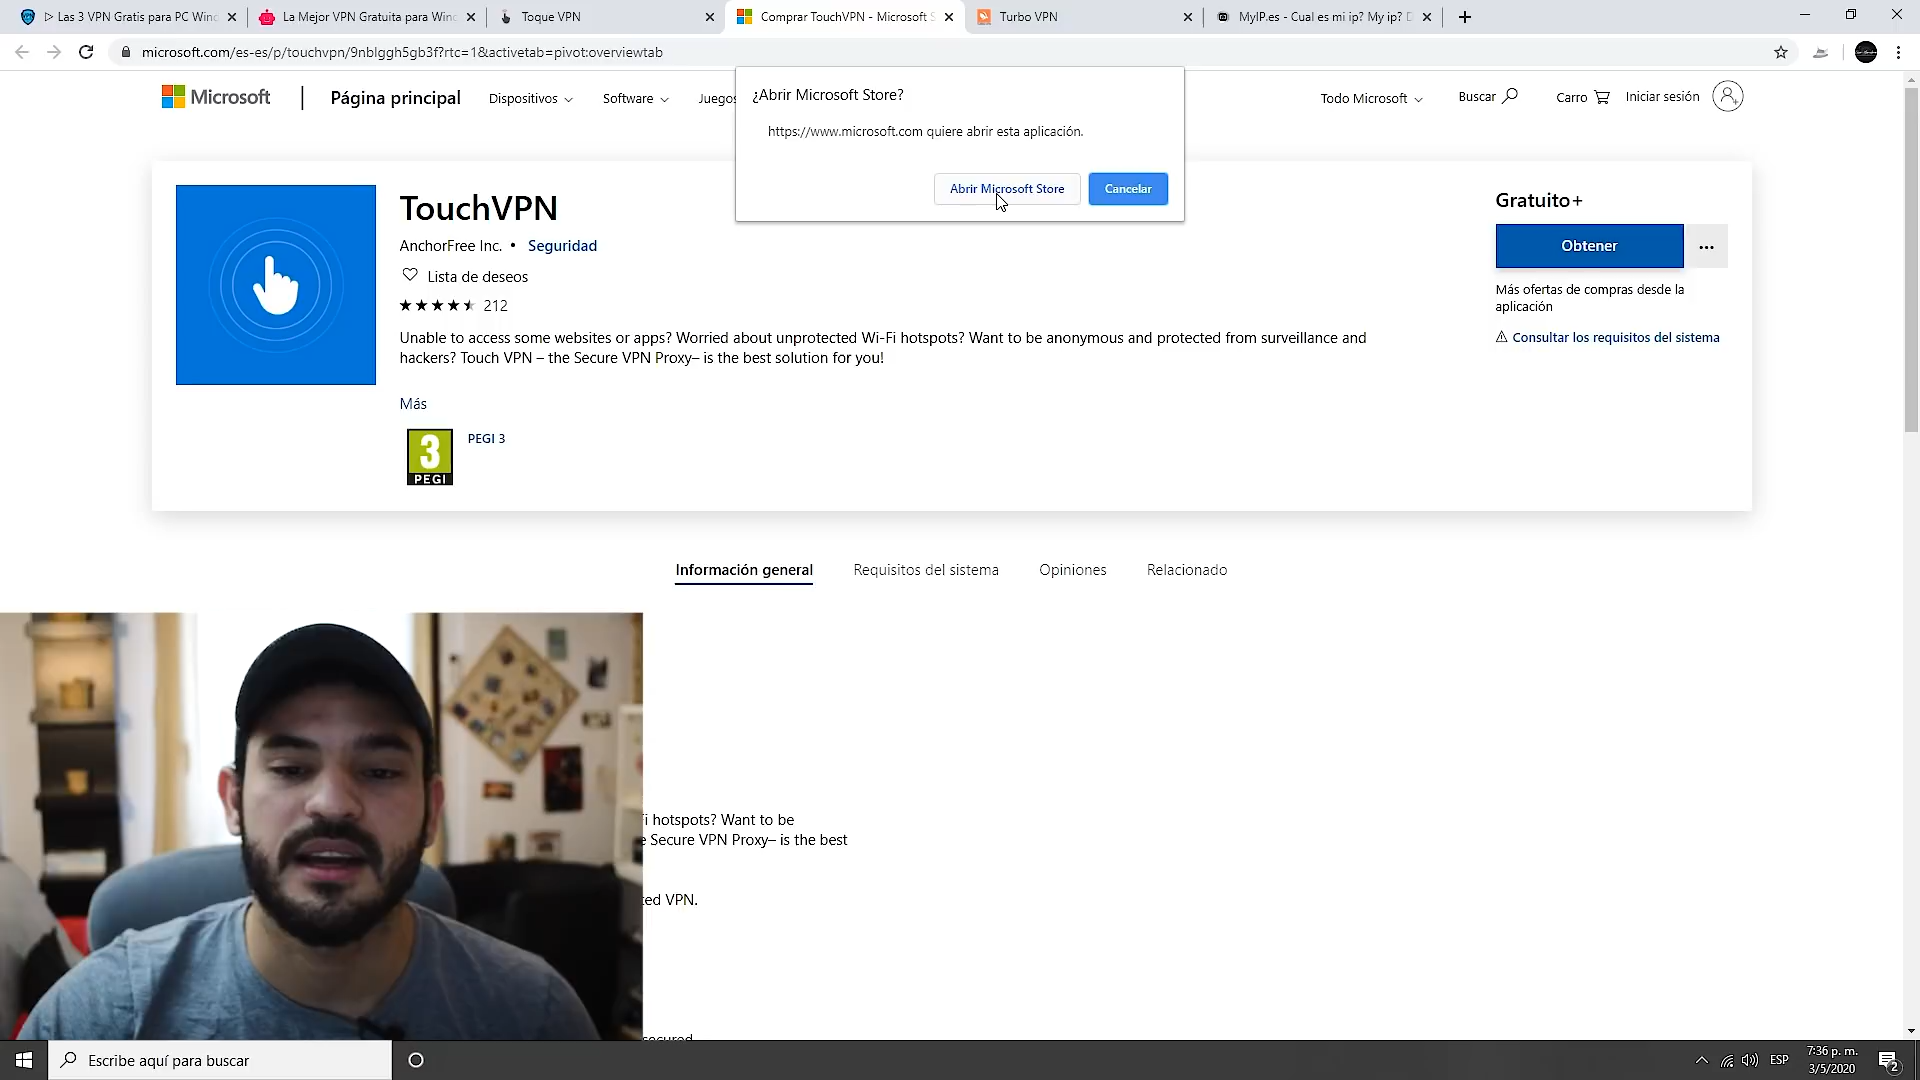 Las 3 VPN Gratis para PC Wind
La Mejor VPN Gratuita para Wind
Toque VPN
Comprar TouchVPN - Microsoft S
Turbo VPN
MyIP.es - Cual es mi ip? My ip? D
microsoft.com/es-es/p/touchvpn/9nblggh5gb3f?rtc=1&activetab=pivot:overviewtab
Microsoft
Página principal
Dispositivos
Software
Juegos
Todo Microsoft
Buscar
Carro
Iniciar sesión
¿Abrir Microsoft Store?
https://www.microsoft.com quiere abrir esta aplicación.
Abrir Microsoft Store
Cancelar
TouchVPN
AnchorFree Inc. • Seguridad
Lista de deseos
212
Unable to access some websites or apps? Worried about unprotected Wi-Fi hotspots? Want to be anonymous and protected from surveillance and
hackers? Touch VPN – the Secure VPN Proxy– is the best solution for you!
Más
3
PEGI
PEGI 3
Gratuito+
Obtener
Más ofertas de compras desde la
aplicación
Consultar los requisitos del sistema
Información general
Requisitos del sistema
Opiniones
Relacionado
i hotspots? Want to be
e Secure VPN Proxy– is the best
ted VPN.
secured
Escribe aquí para buscar
ESP
7:36 p. m.
3/5/2020
2